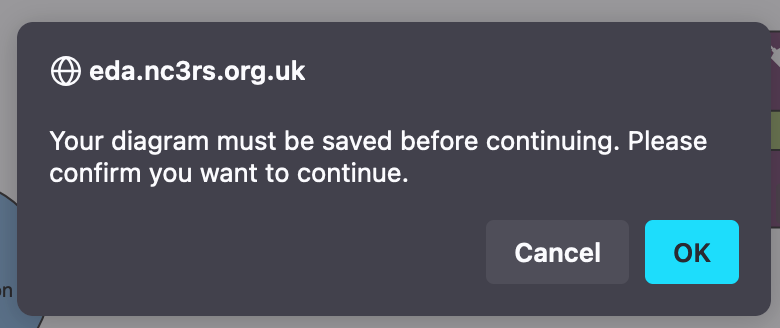 eda.nc3rs.org.uk
Your diagram must be saved before continuing. Please
confirm you want to continue.
Cancel
OK
on